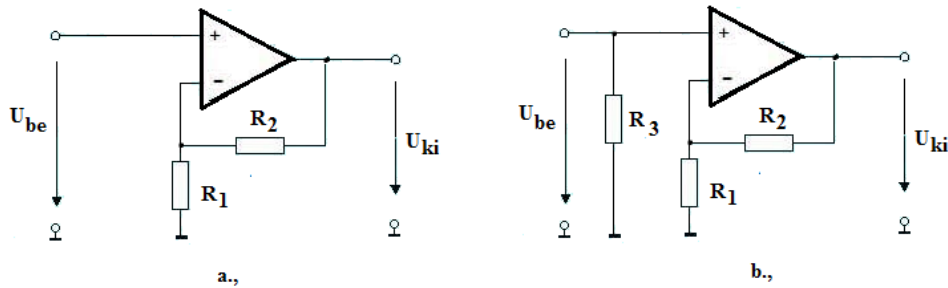 +
−
U_be
R_2
R_1
U_ki
a.,
+
−
U_be
R_3
R_2
R_1
U_ki
b.,